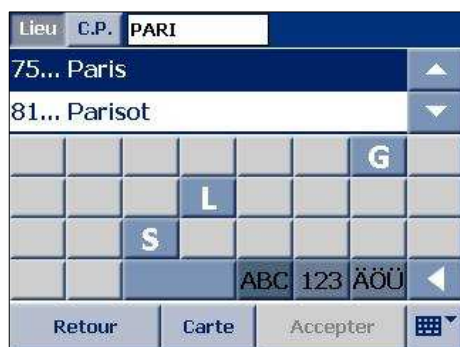 Lieu C.P. PARI
75... Paris
81... Parisot
G
L
S
ABC 123 ÄÖÜ
Retour Carte Accepter